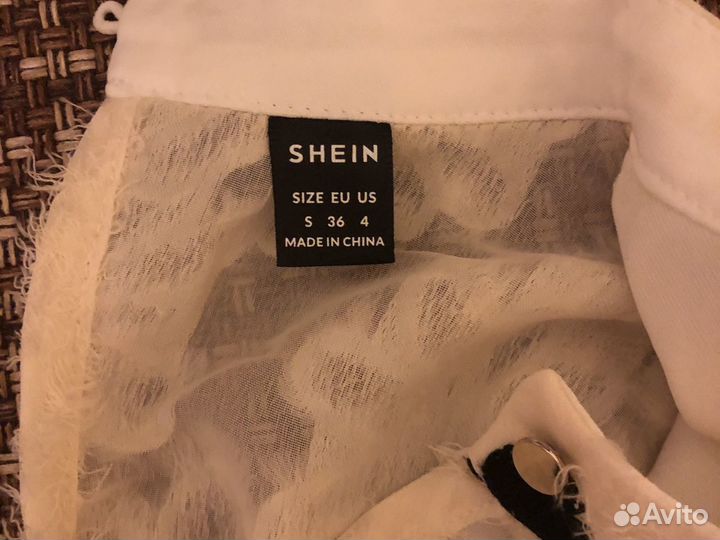 SHEIN
SIZE EU US
S 36 4
MADE IN CHINA
Avito